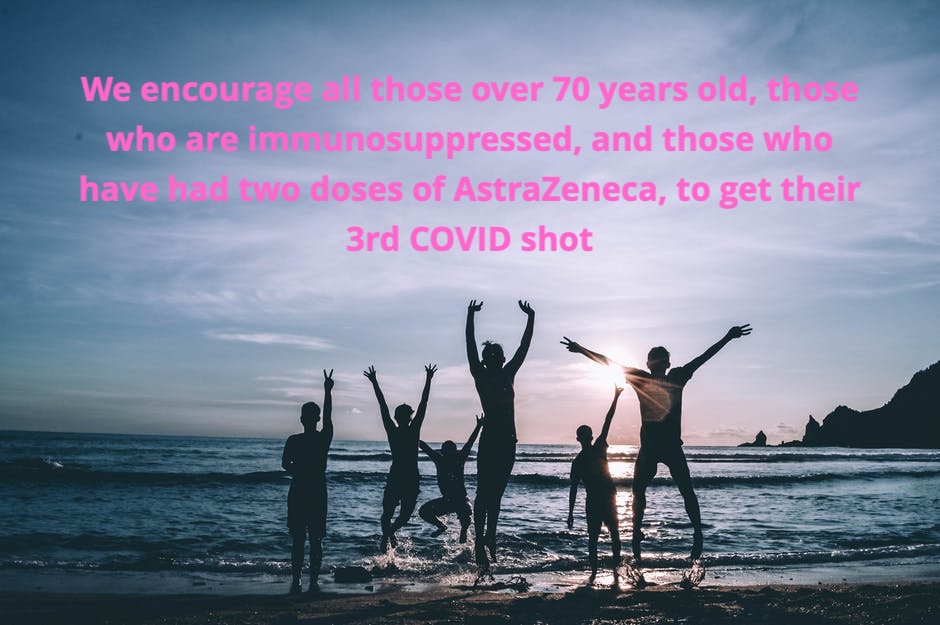 We encourage all those over 70 years old, those
who are immunosuppressed, and those who
have had two doses of AstraZeneca, to get their
3rd COVID shot